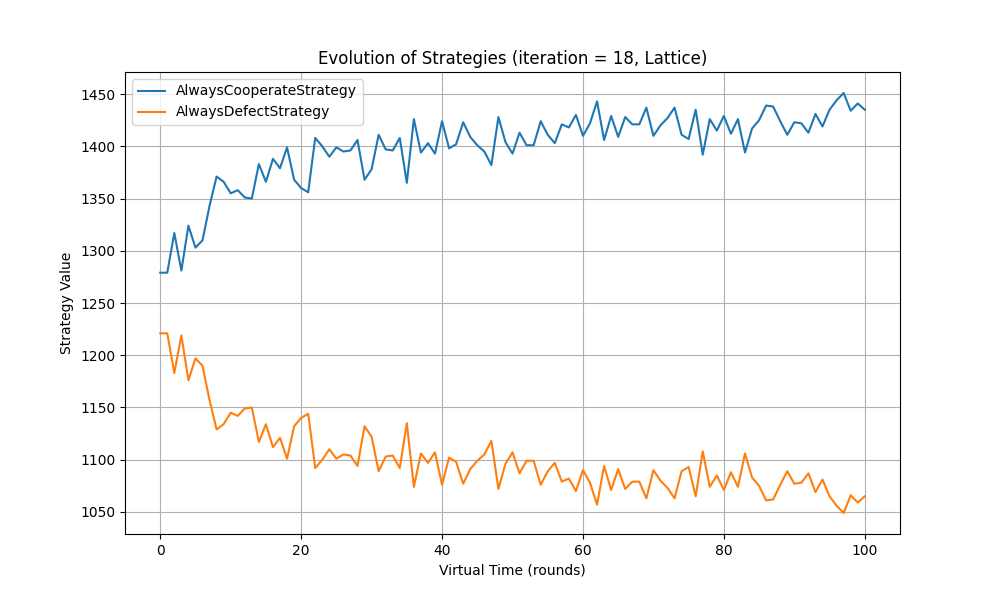 Evolution of Strategies (iteration = 18, Lattice)
AlwaysCooperateStrategy
AlwaysDefectStrategy
Strategy Value
1450
1400
1350
1300
1250
1200
1150
1100
1050
0 20 40 60 80 100
Virtual Time (rounds)